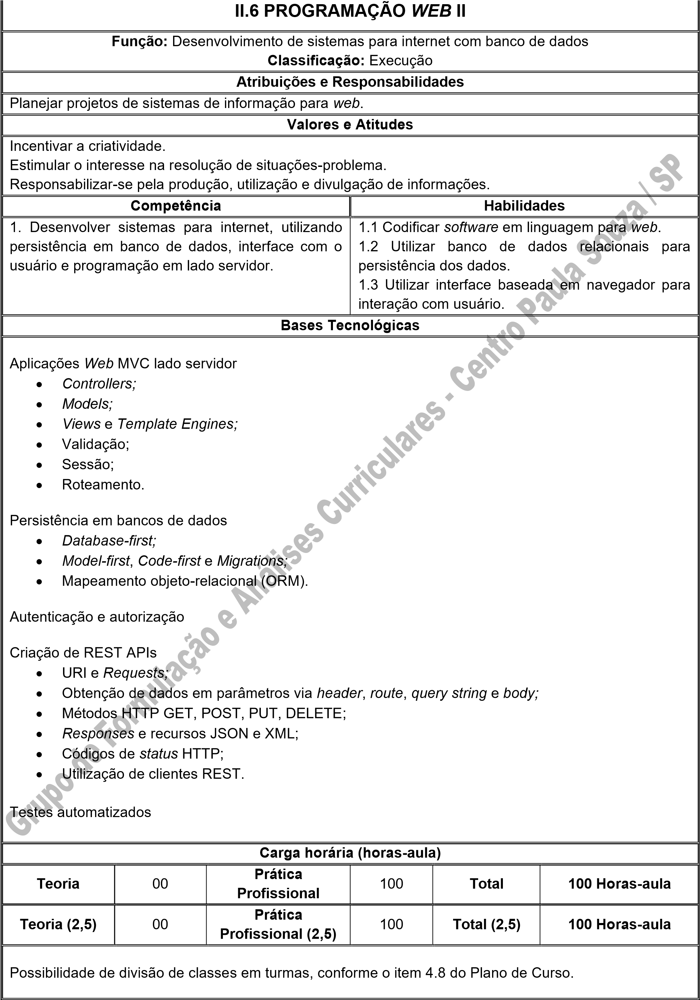 II.6 PROGRAMAÇÃO WEB II
Função: Desenvolvimento de sistemas para internet com banco de dados
Classificação: Execução
Atribuições e Responsabilidades
Planejar projetos de sistemas de informação para web.
Valores e Atitudes
Incentivar a criatividade.
Estimular o interesse na resolução de situações-problema.
Responsabilizar-se pela produção, utilização e divulgação de informações.
Competência
Habilidades
1. Desenvolver sistemas para internet, utilizando
persistência em banco de dados, interface com o
usuário e programação em lado servidor.
1.1 Codificar software em linguagem para web.
1.2 Utilizar banco de dados relacionais para
persistência dos dados.
1.3 Utilizar interface baseada em navegador para
interação com usuário.
Bases Tecnológicas
Aplicações Web MVC lado servidor
• Controllers;
• Models;
• Views e Template Engines;
• Validação;
• Sessão;
• Roteamento.
Persistência em bancos de dados
• Database-first;
• Model-first, Code-first e Migrations;
• Mapeamento objeto-relacional (ORM).
Autenticação e autorização
Criação de REST APIs
• URI e Requests;
• Obtenção de dados em parâmetros via header, route, query string e body;
• Métodos HTTP GET, POST, PUT, DELETE;
• Responses e recursos JSON e XML;
• Códigos de status HTTP;
• Utilização de clientes REST.
Testes automatizados
Carga horária (horas-aula)
Teoria 00 Prática Profissional 100 Total 100 Horas-aula
Teoria (2,5) 00 Prática Profissional (2,5) 100 Total (2,5) 100 Horas-aula
Possibilidade de divisão de classes em turmas, conforme o item 4.8 do Plano de Curso.
Grupo de Formulação e Análises Curriculares - Centro Paula Souza / SP